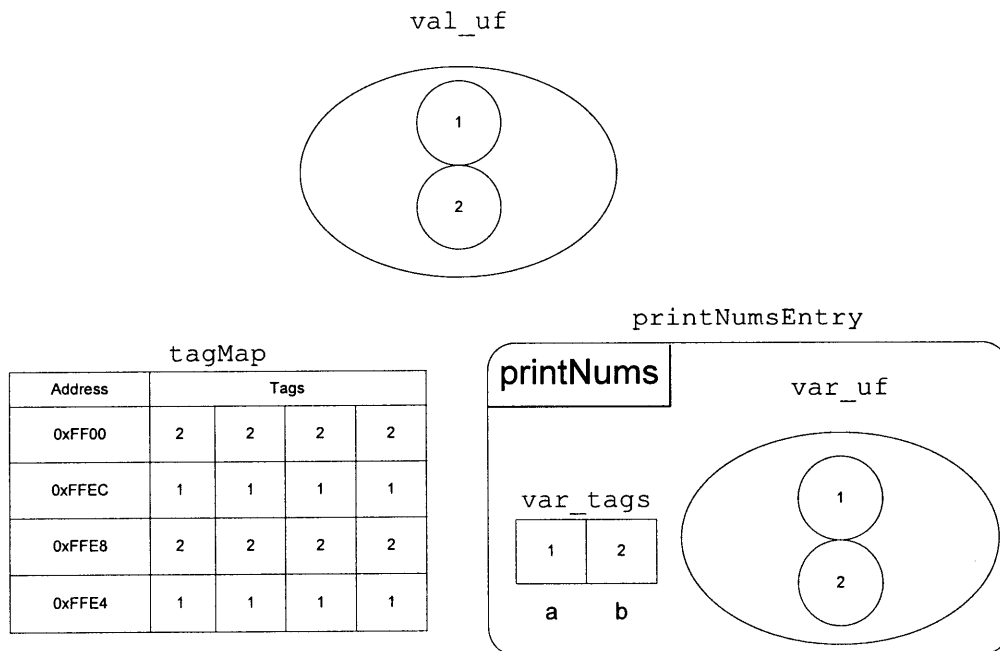 val_uf
1
2
tagMap
Address Tags
0xFF00 2 2 2 2
0xFFEC 1 1 1 1
0xFFE8 2 2 2 2
0xFFE4 1 1 1 1
printNumsEntry
printNums
var_uf
var_tags
1 2
a b
1
2